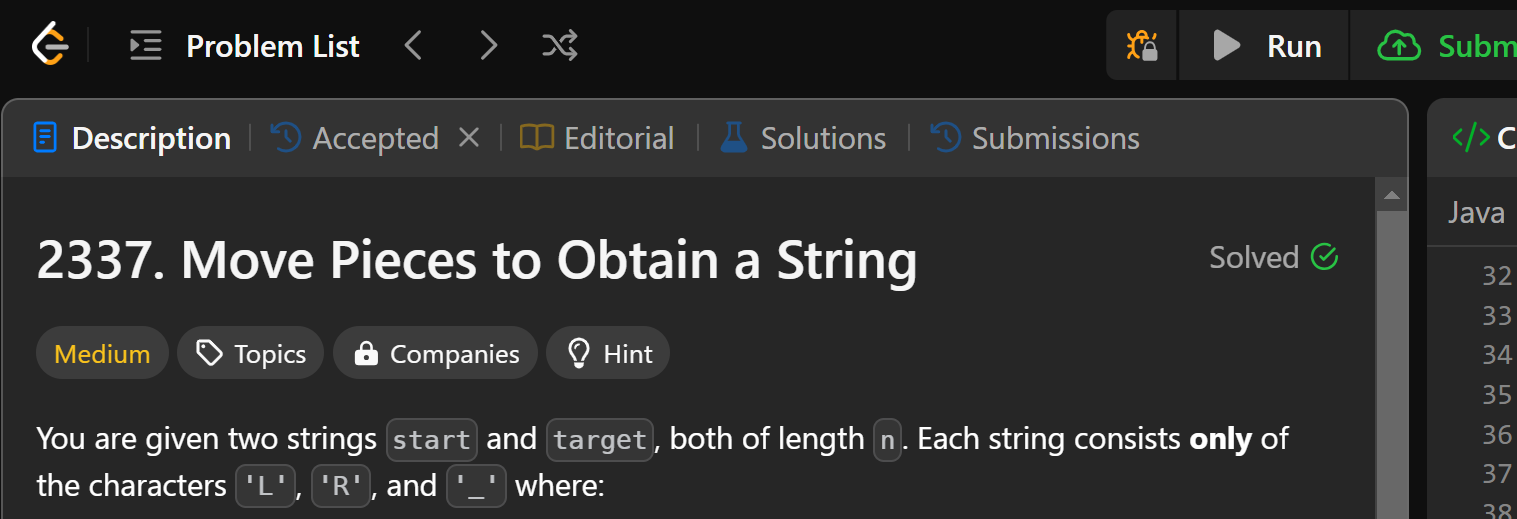 Problem List
Run
Subm
Description
Accepted
Editorial
Solutions
Submissions
C
Java
2337. Move Pieces to Obtain a String
Solved
Medium
Topics
Companies
Hint
You are given two strings start and target, both of length n. Each string consists only of
the characters 'L', 'R', and '_' where:
32
33
34
35
36
37
38